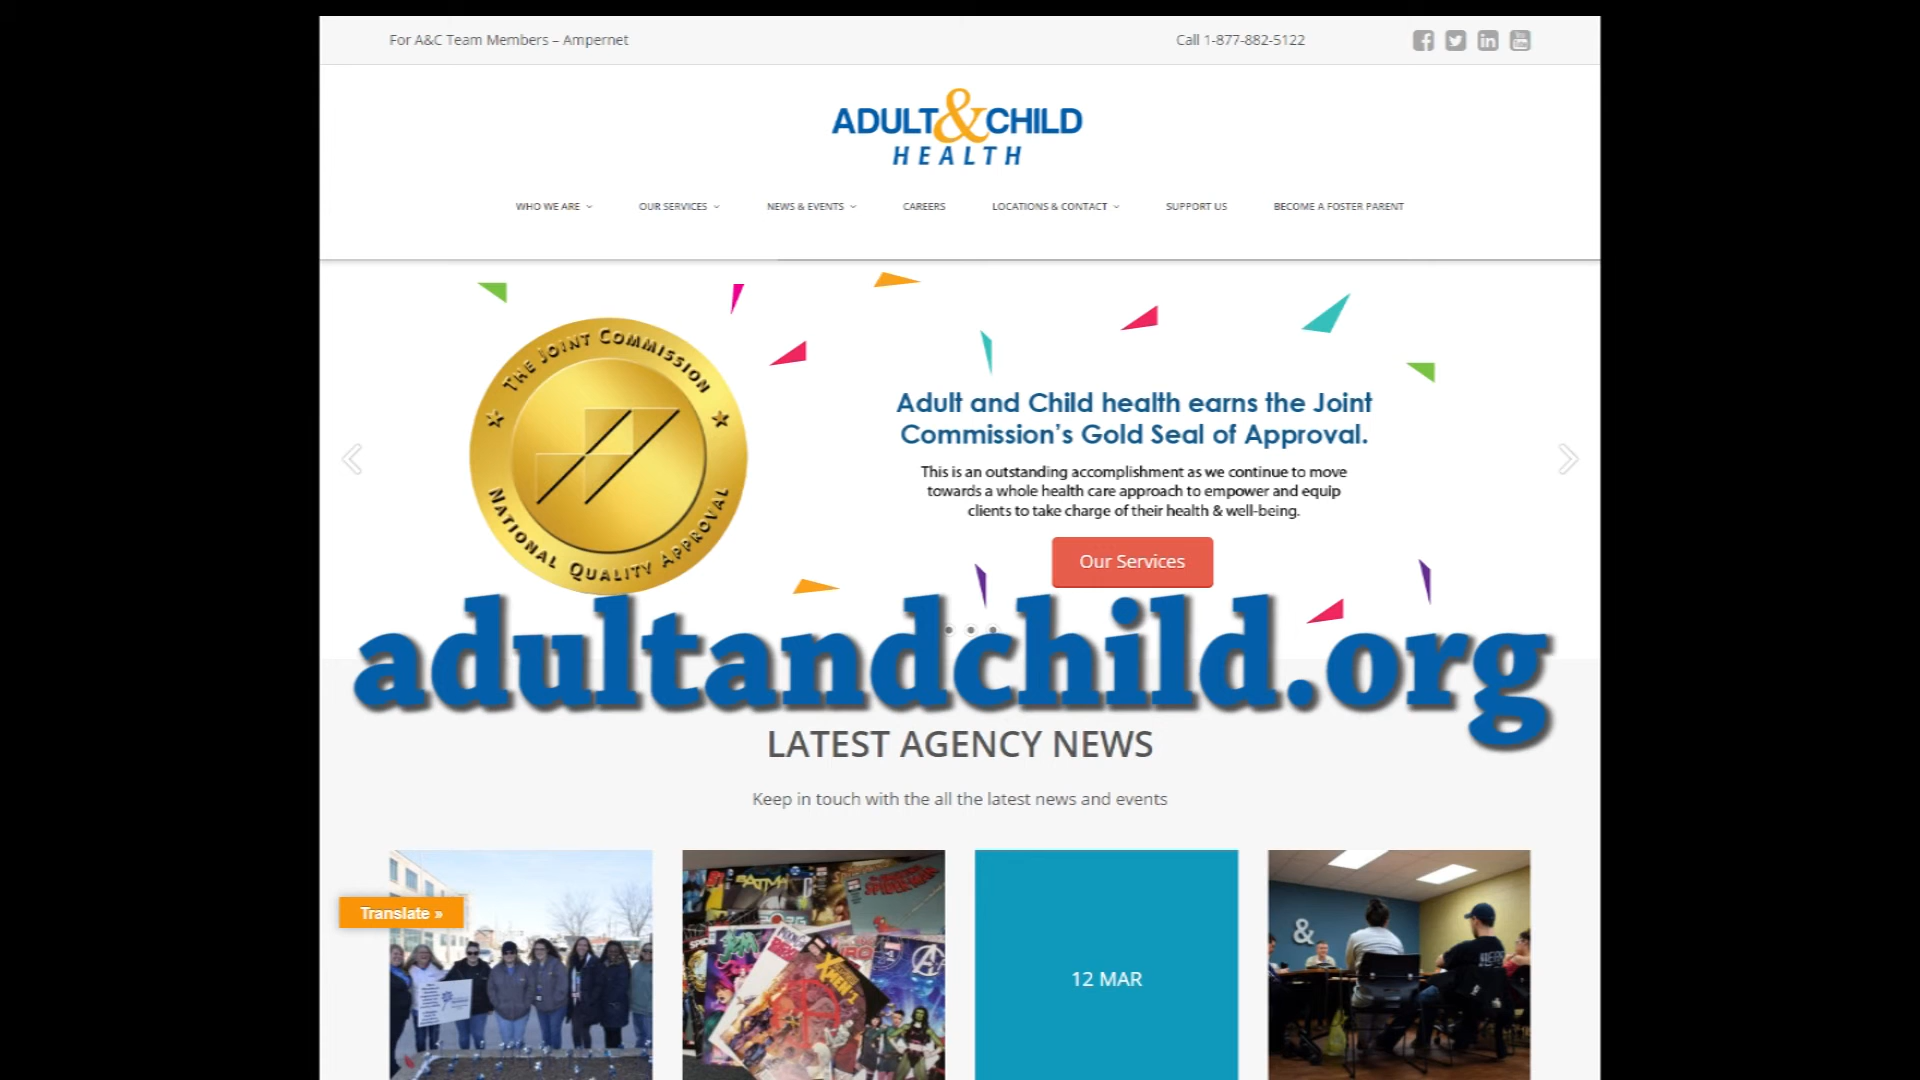 For A&C Team Members – Ampernet
Call 1-877-882-5122
ADULT & CHILD
HEALTH
WHO WE ARE
OUR SERVICES
NEWS & EVENTS
CAREERS
LOCATIONS & CONTACT
SUPPORT US
BECOME A FOSTER PARENT
THE JOINT COMMISSION
NATIONAL QUALITY APPROVAL
Adult and Child health earns the Joint
Commission's Gold Seal of Approval.
This is an outstanding accomplishment as we continue to move
towards a whole health care approach to empower and equip
clients to take charge of their health & well-being.
Our Services
adultandchild.org
LATEST AGENCY NEWS
Keep in touch with the all the latest news and events
Translate »
BATMAN
X-MEN #1
12 MAR
&